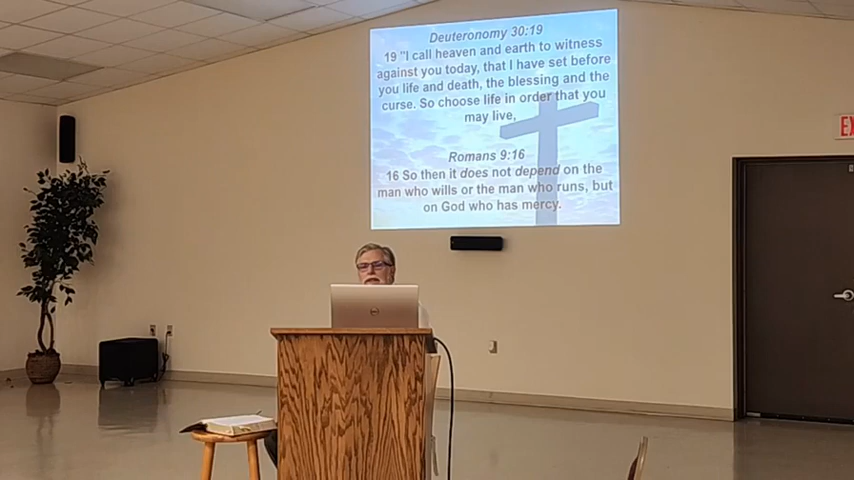 Deuteronomy 30:19
19 "I call heaven and earth to witness
against you today, that I have set before
you life and death, the blessing and the
curse. So choose life in order that you
may live,
Romans 9:16
16 So then it does not depend on the
man who wills or the man who runs, but
on God who has mercy.
DELL